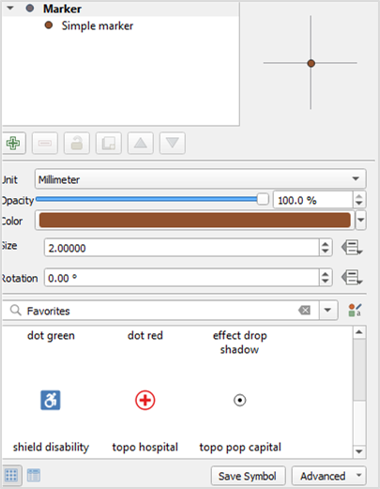 Marker
Simple marker
Unit
Millimeter
Opacity
100.0 %
Color
Size
2.00000
Rotation
0.00 °
Favorites
dot green
dot red
effect drop
shadow
shield disability
topo hospital
topo pop capital
Save Symbol
Advanced